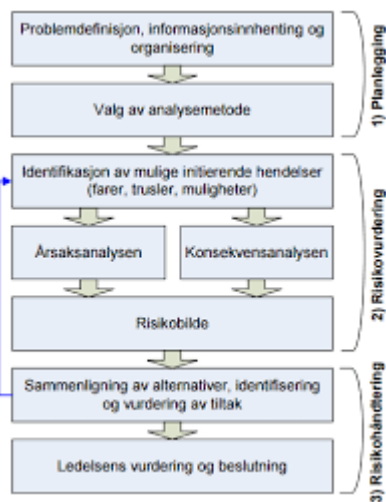 Problemdefinisjon, informasjonsinnhenting og
organisering
Valg av analysemetode
1) Planlegging
Identifikasjon av mulige initierende hendelser
(farer, trusler, muligheter)
Årsaksanalysen
Konsekvensanalysen
Risikobilde
2) Risikovurdering
Sammenligning av alternativer, identifisering
og vurdering av tiltak
Ledelsens vurdering og beslutning
3) Risikohåndtering